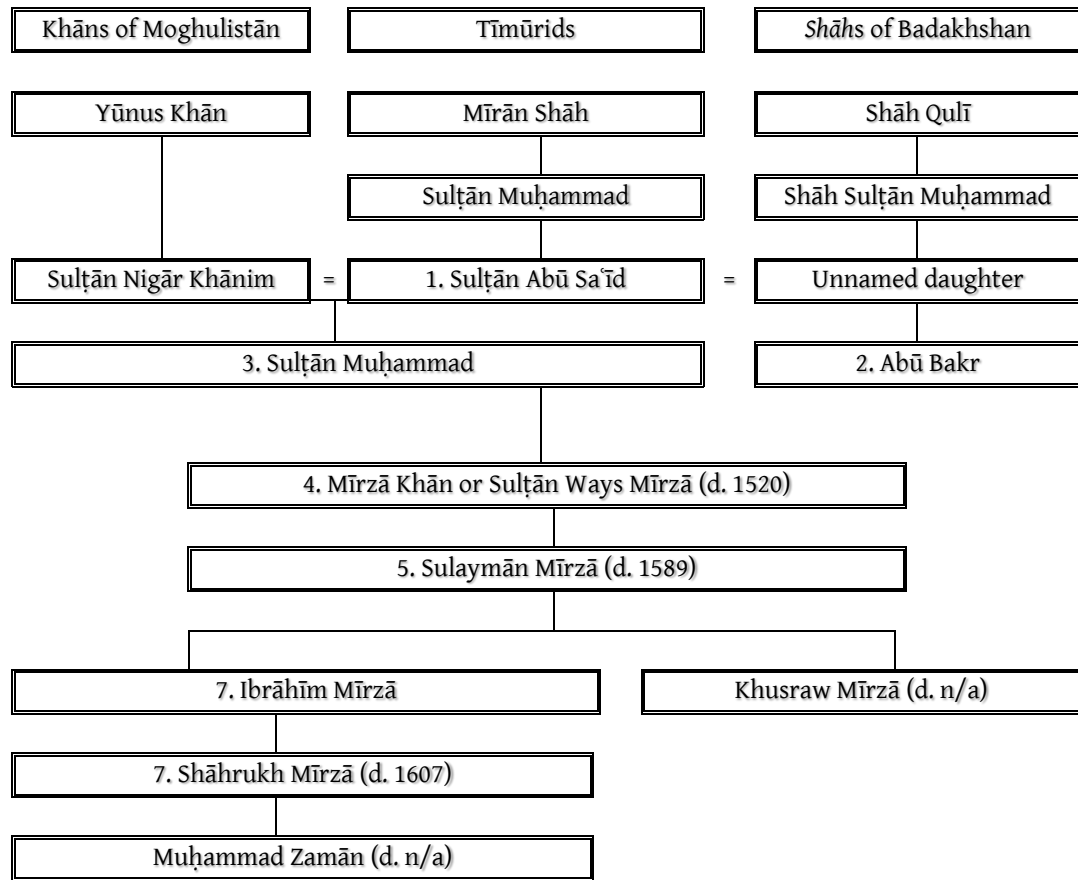 Khāns of Moghulistān
Tīmūrids
Shāhs of Badakhshan
Yūnus Khān
Mīrān Shāh
Shāh Qulī
Sulṭān Muḥammad
Shāh Sulṭān Muḥammad
Sulṭān Nigār Khānim
=
1. Sulṭān Abū Saʿīd
=
Unnamed daughter
3. Sulṭān Muḥammad
2. Abū Bakr
4. Mīrzā Khān or Sulṭān Ways Mīrzā (d. 1520)
5. Sulaymān Mīrzā (d. 1589)
7. Ibrāhīm Mīrzā
Khusraw Mīrzā (d. n/a)
7. Shāhrukh Mīrzā (d. 1607)
Muḥammad Zamān (d. n/a)